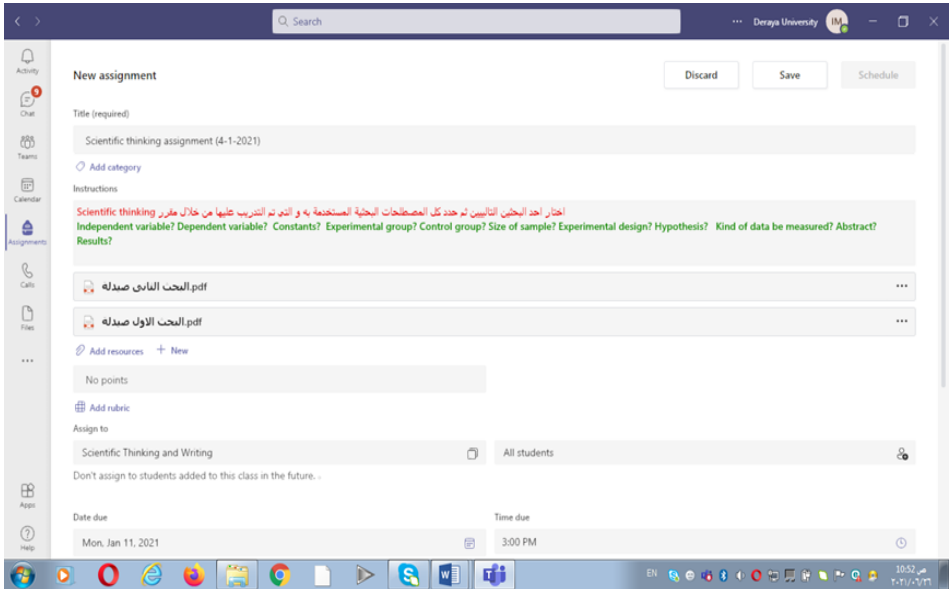 Search
Deraya University
IM
Activity
9
Chat
Teams
Calendar
Assignments
Calls
Files
Apps
Help
New assignment
Discard
Save
Schedule
Title (required)
Scientific thinking assignment (4-1-2021)
Add category
Instructions
اختار احد البحثين التاليين ثم حدد كل المصطلحات البحثية المستخدمة به و التى تم التدريب عليها من خلال مقرر Scientific thinking
Independent variable? Dependent variable? Constants? Experimental group? Control group? Size of sample? Experimental design? Hypothesis? Kind of data be measured? Abstract?
Results?
البحث الثانى صيدلة.pdf
البحث الاول صيدلة.pdf
Add resources
New
No points
Add rubric
Assign to
Scientific Thinking and Writing
All students
Don't assign to students added to this class in the future.
Date due
Time due
Mon, Jan 11, 2021
3:00 PM
EN
10:52 ص
٢٠٢١/٠٦/٢٦